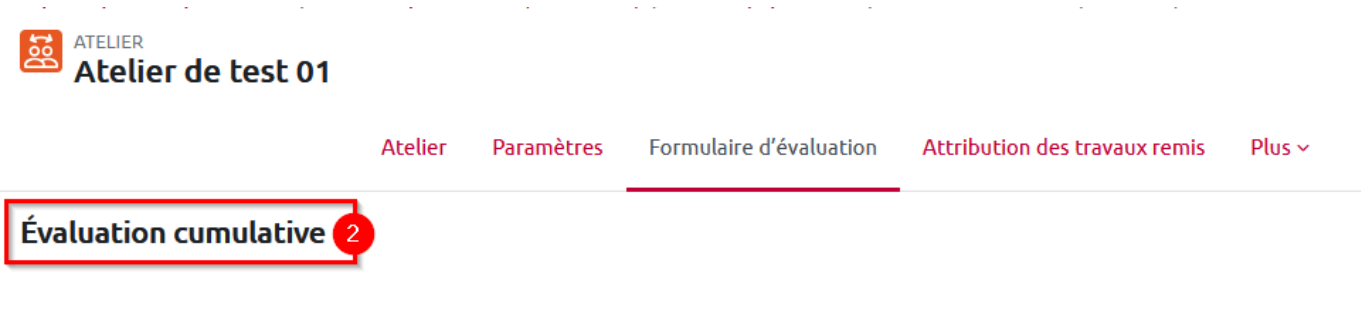 ATELIER
Atelier de test 01
Atelier Paramètres Formulaire d’évaluation Attribution des travaux remis Plus
Évaluation cumulative 2